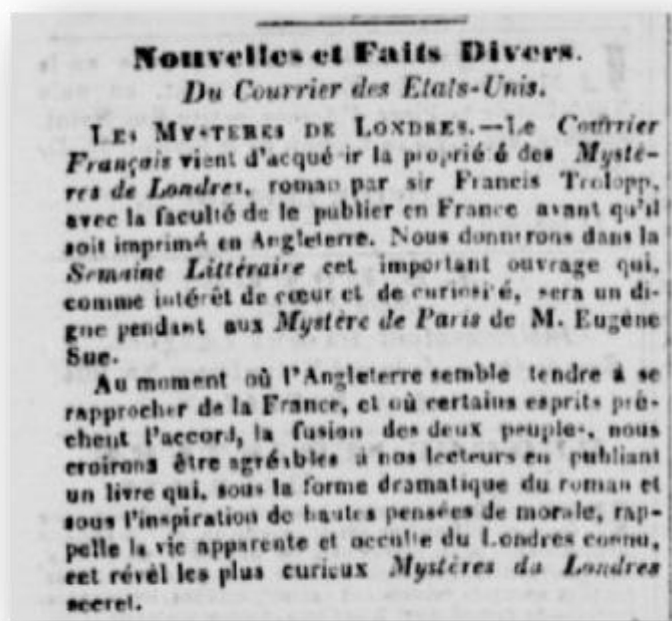 Nouvelles et Faits Divers.
Du Courrier des Etats-Unis.
LES MYSTERES DE LONDRES.—Le Courrier
Français vient d'acqué ir la proprié é des Mystè-
res de Londres, roman par sir Francis Trolopp,
avec la faculté de le publier en France avant qu'il
soit imprimé en Angleterre. Nous donnerons dans la
Semaine Littéraire cet important ouvrage qui,
comme intérêt de cœur et de curiosi é, sera un di-
gne pendant aux Mystère de Paris de M. Eugène
Sue.
Au moment où l'Angleterre semble tendre à se
rapprocher de la France, et où certains esprits prê-
chent l'accord, la fusion des deux peuple-, nous
croirons être agréables à nos lecteurs en publiant
un livre qui, sous la forme dramatique du roman et
sous l'inspiration de hautes pensées de morale, rap-
pelle la vie apparente et occulte du Londres connu,
et révèl les plus curieux Mystères du Londres
secret.